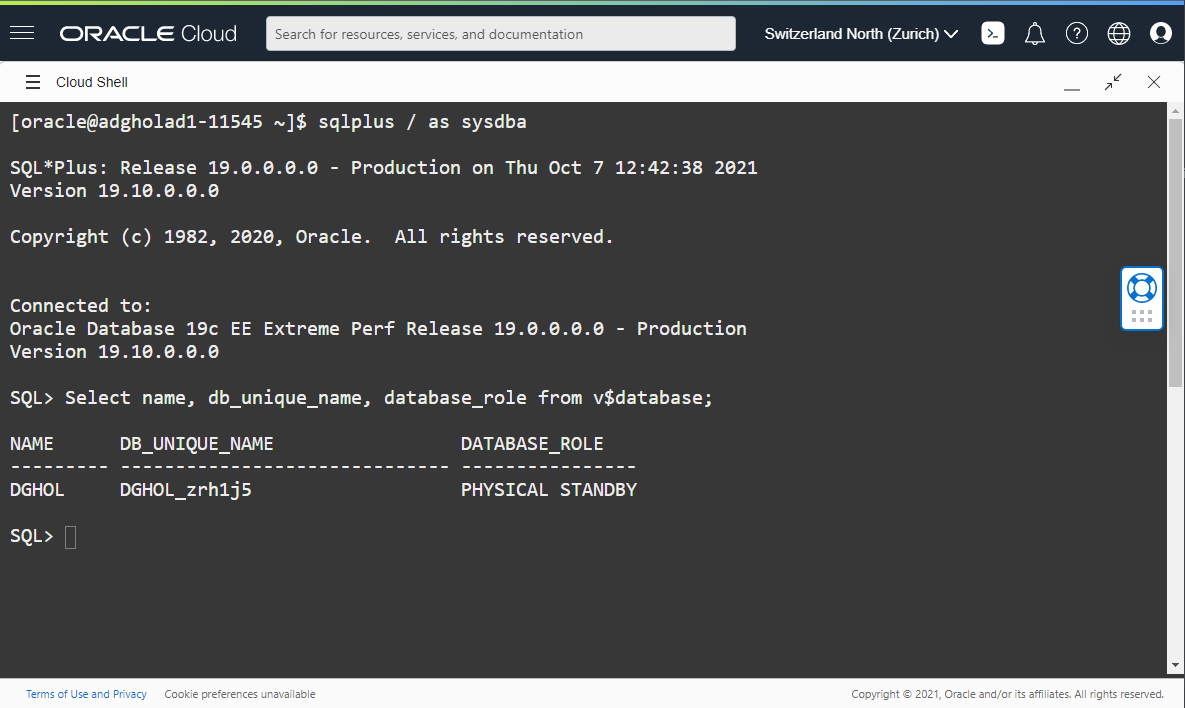 ORACLE Cloud
Search for resources, services, and documentation
Switzerland North (Zurich)
Cloud Shell
[oracle@adgholad1-11545 ~]$ sqlplus / as sysdba
SQL*Plus: Release 19.0.0.0.0 - Production on Thu Oct 7 12:42:38 2021
Version 19.10.0.0.0
Copyright (c) 1982, 2020, Oracle.  All rights reserved.
Connected to:
Oracle Database 19c EE Extreme Perf Release 19.0.0.0.0 - Production
Version 19.10.0.0.0
SQL> Select name, db_unique_name, database_role from v$database;
NAME      DB_UNIQUE_NAME                 DATABASE_ROLE
--------- ------------------------------ ----------------
DGHOL     DGHOL_zrh1j5                   PHYSICAL STANDBY
SQL>
Terms of Use and Privacy Cookie preferences unavailable Copyright © 2021, Oracle and/or its affiliates. All rights reserved.